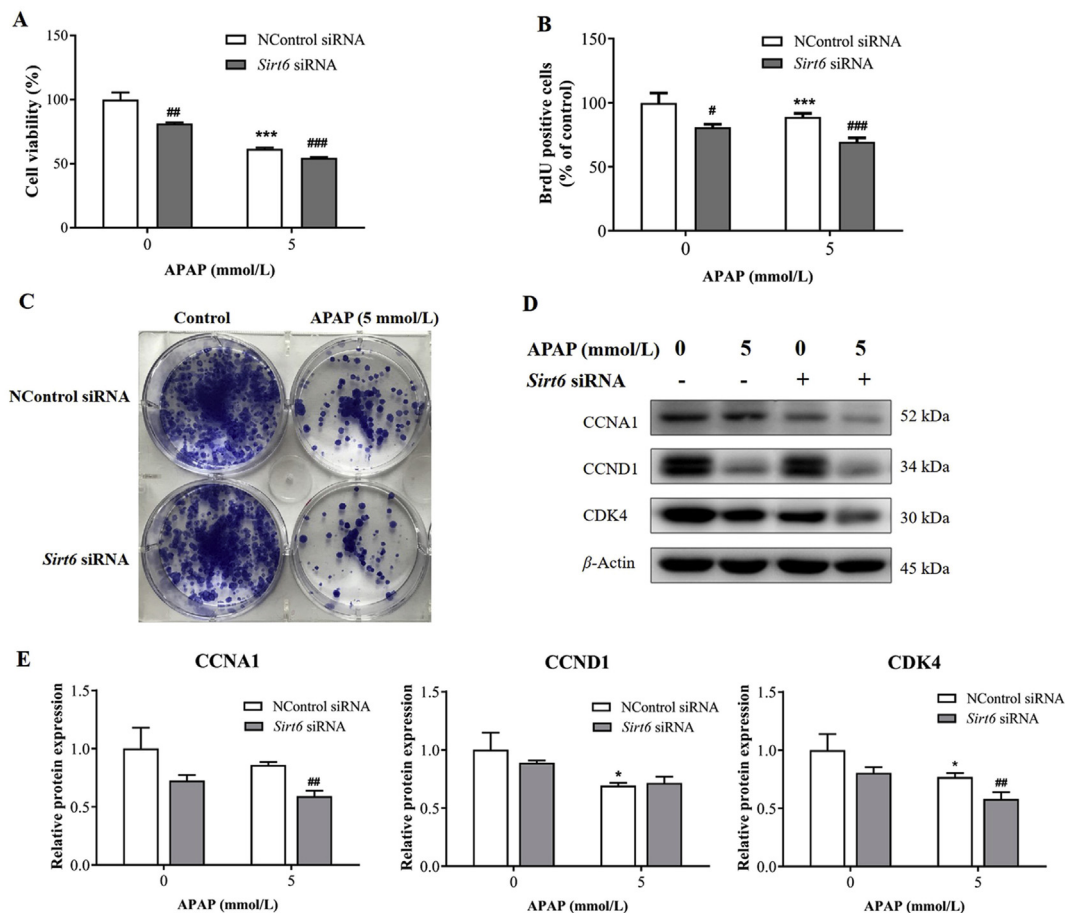 A
150
100
50
0
Cell viability (%)
NControl siRNA
Sirt6 siRNA
##
***
###
0 5
APAP (mmol/L)
B
150
100
50
0
BrdU positive cells
(% of control)
NControl siRNA
Sirt6 siRNA
#
***
###
0 5
APAP (mmol/L)
C
Control APAP (5 mmol/L)
NControl siRNA
Sirt6 siRNA
D
APAP (mmol/L) 0 5 0 5
Sirt6 siRNA - - + +
CCNA1 52 kDa
CCND1 34 kDa
CDK4 30 kDa
β-Actin 45 kDa
E
CCNA1
1.5
1.0
0.5
0.0
Relative protein expression
NControl siRNA
Sirt6 siRNA
##
0 5
APAP (mmol/L)
CCND1
1.5
1.0
0.5
0.0
Relative protein expression
NControl siRNA
Sirt6 siRNA
*
0 5
APAP (mmol/L)
CDK4
1.5
1.0
0.5
0.0
Relative protein expression
NControl siRNA
Sirt6 siRNA
*
##
0 5
APAP (mmol/L)